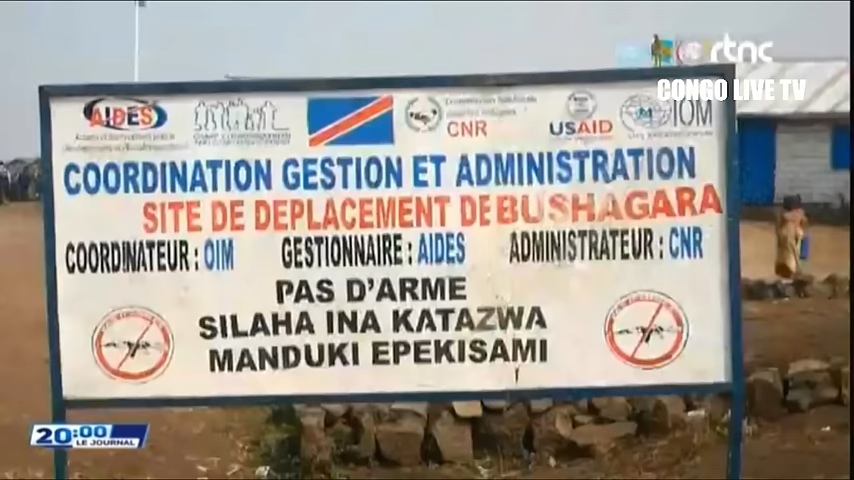 rtnc
CONGO LIVE TV
AIDES
CNR
USAID
IOM
COORDINATION GESTION ET ADMINISTRATION
SITE DE DEPLACEMENT DE BUSHAGARA
COORDINATEUR : OIM GESTIONNAIRE : AIDES ADMINISTRATEUR : CNR
PAS D'ARME
SILAHA INA KATAZWA
MANDUKI EPEKISAMI
20:00
LE JOURNAL